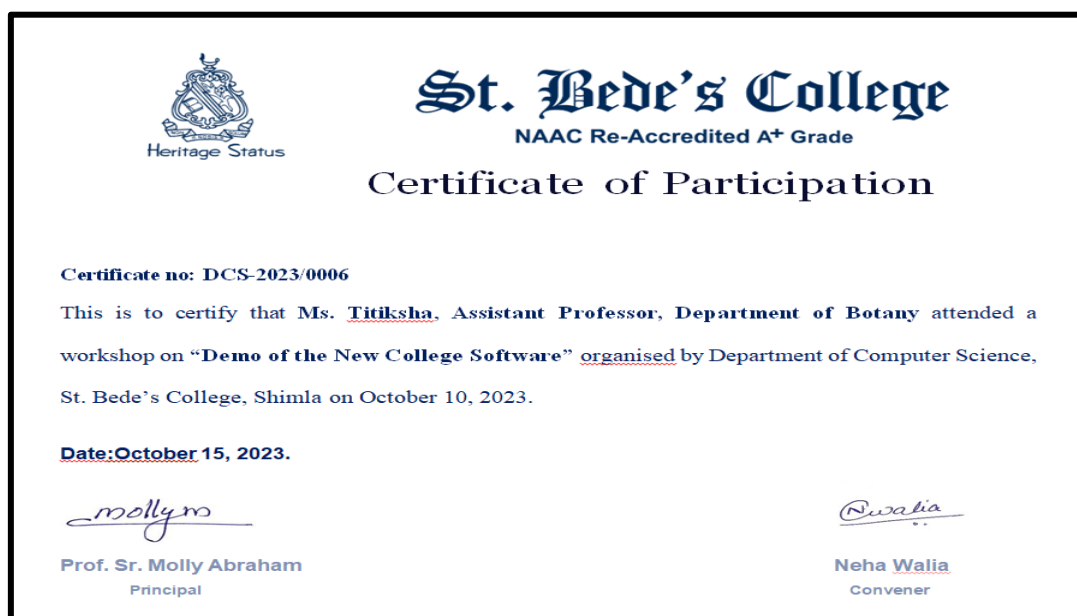 St. Bede's College
NAAC Re-Accredited A+ Grade
Heritage Status
Certificate of Participation
Certificate no: DCS-2023/0006
This is to certify that Ms. Titiksha, Assistant Professor, Department of Botany attended a
workshop on “Demo of the New College Software” organised by Department of Computer Science,
St. Bede’s College, Shimla on October 10, 2023.
Date:October 15, 2023.
mollym
Nwalia
Prof. Sr. Molly Abraham
Neha Walia
Principal
Convener